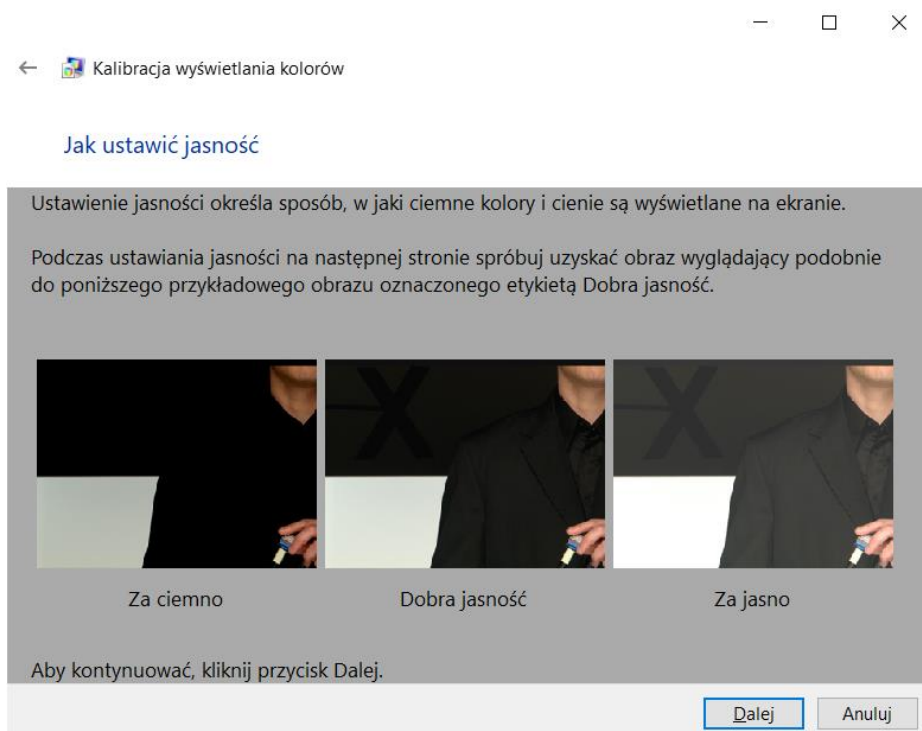 Kalibracja wyświetlania kolorów
Jak ustawić jasność
Ustawienie jasności określa sposób, w jaki ciemne kolory i cienie są wyświetlane na ekranie.
Podczas ustawiania jasności na następnej stronie spróbuj uzyskać obraz wyglądający podobnie
do poniższego przykładowego obrazu oznaczonego etykietą Dobra jasność.
Za ciemno
Dobra jasność
Za jasno
Aby kontynuować, kliknij przycisk Dalej.
Dalej
Anuluj